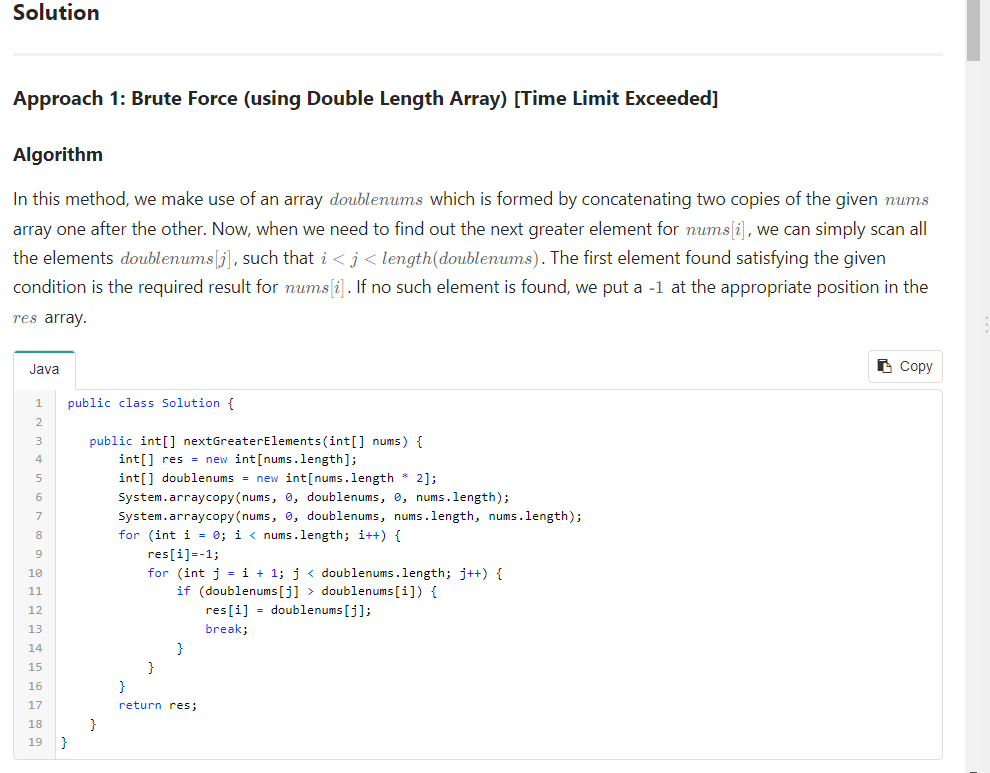 Solution
Approach 1: Brute Force (using Double Length Array) [Time Limit Exceeded]
Algorithm
In this method, we make use of an array doublenums which is formed by concatenating two copies of the given nums
array one after the other. Now, when we need to find out the next greater element for nums[i], we can simply scan all
the elements doublenums[j], such that i < j < length(doublenums). The first element found satisfying the given
condition is the required result for nums[i]. If no such element is found, we put a -1 at the appropriate position in the
res array.
Java
Copy
1 public class Solution {
2
3    public int[] nextGreaterElements(int[] nums) {
4        int[] res = new int[nums.length];
5        int[] doublenums = new int[nums.length * 2];
6        System.arraycopy(nums, 0, doublenums, 0, nums.length);
7        System.arraycopy(nums, 0, doublenums, nums.length, nums.length);
8        for (int i = 0; i < nums.length; i++) {
9            res[i]=-1;
10            for (int j = i + 1; j < doublenums.length; j++) {
11                if (doublenums[j] > doublenums[i]) {
12                    res[i] = doublenums[j];
13                    break;
14                }
15            }
16        }
17        return res;
18    }
19 }